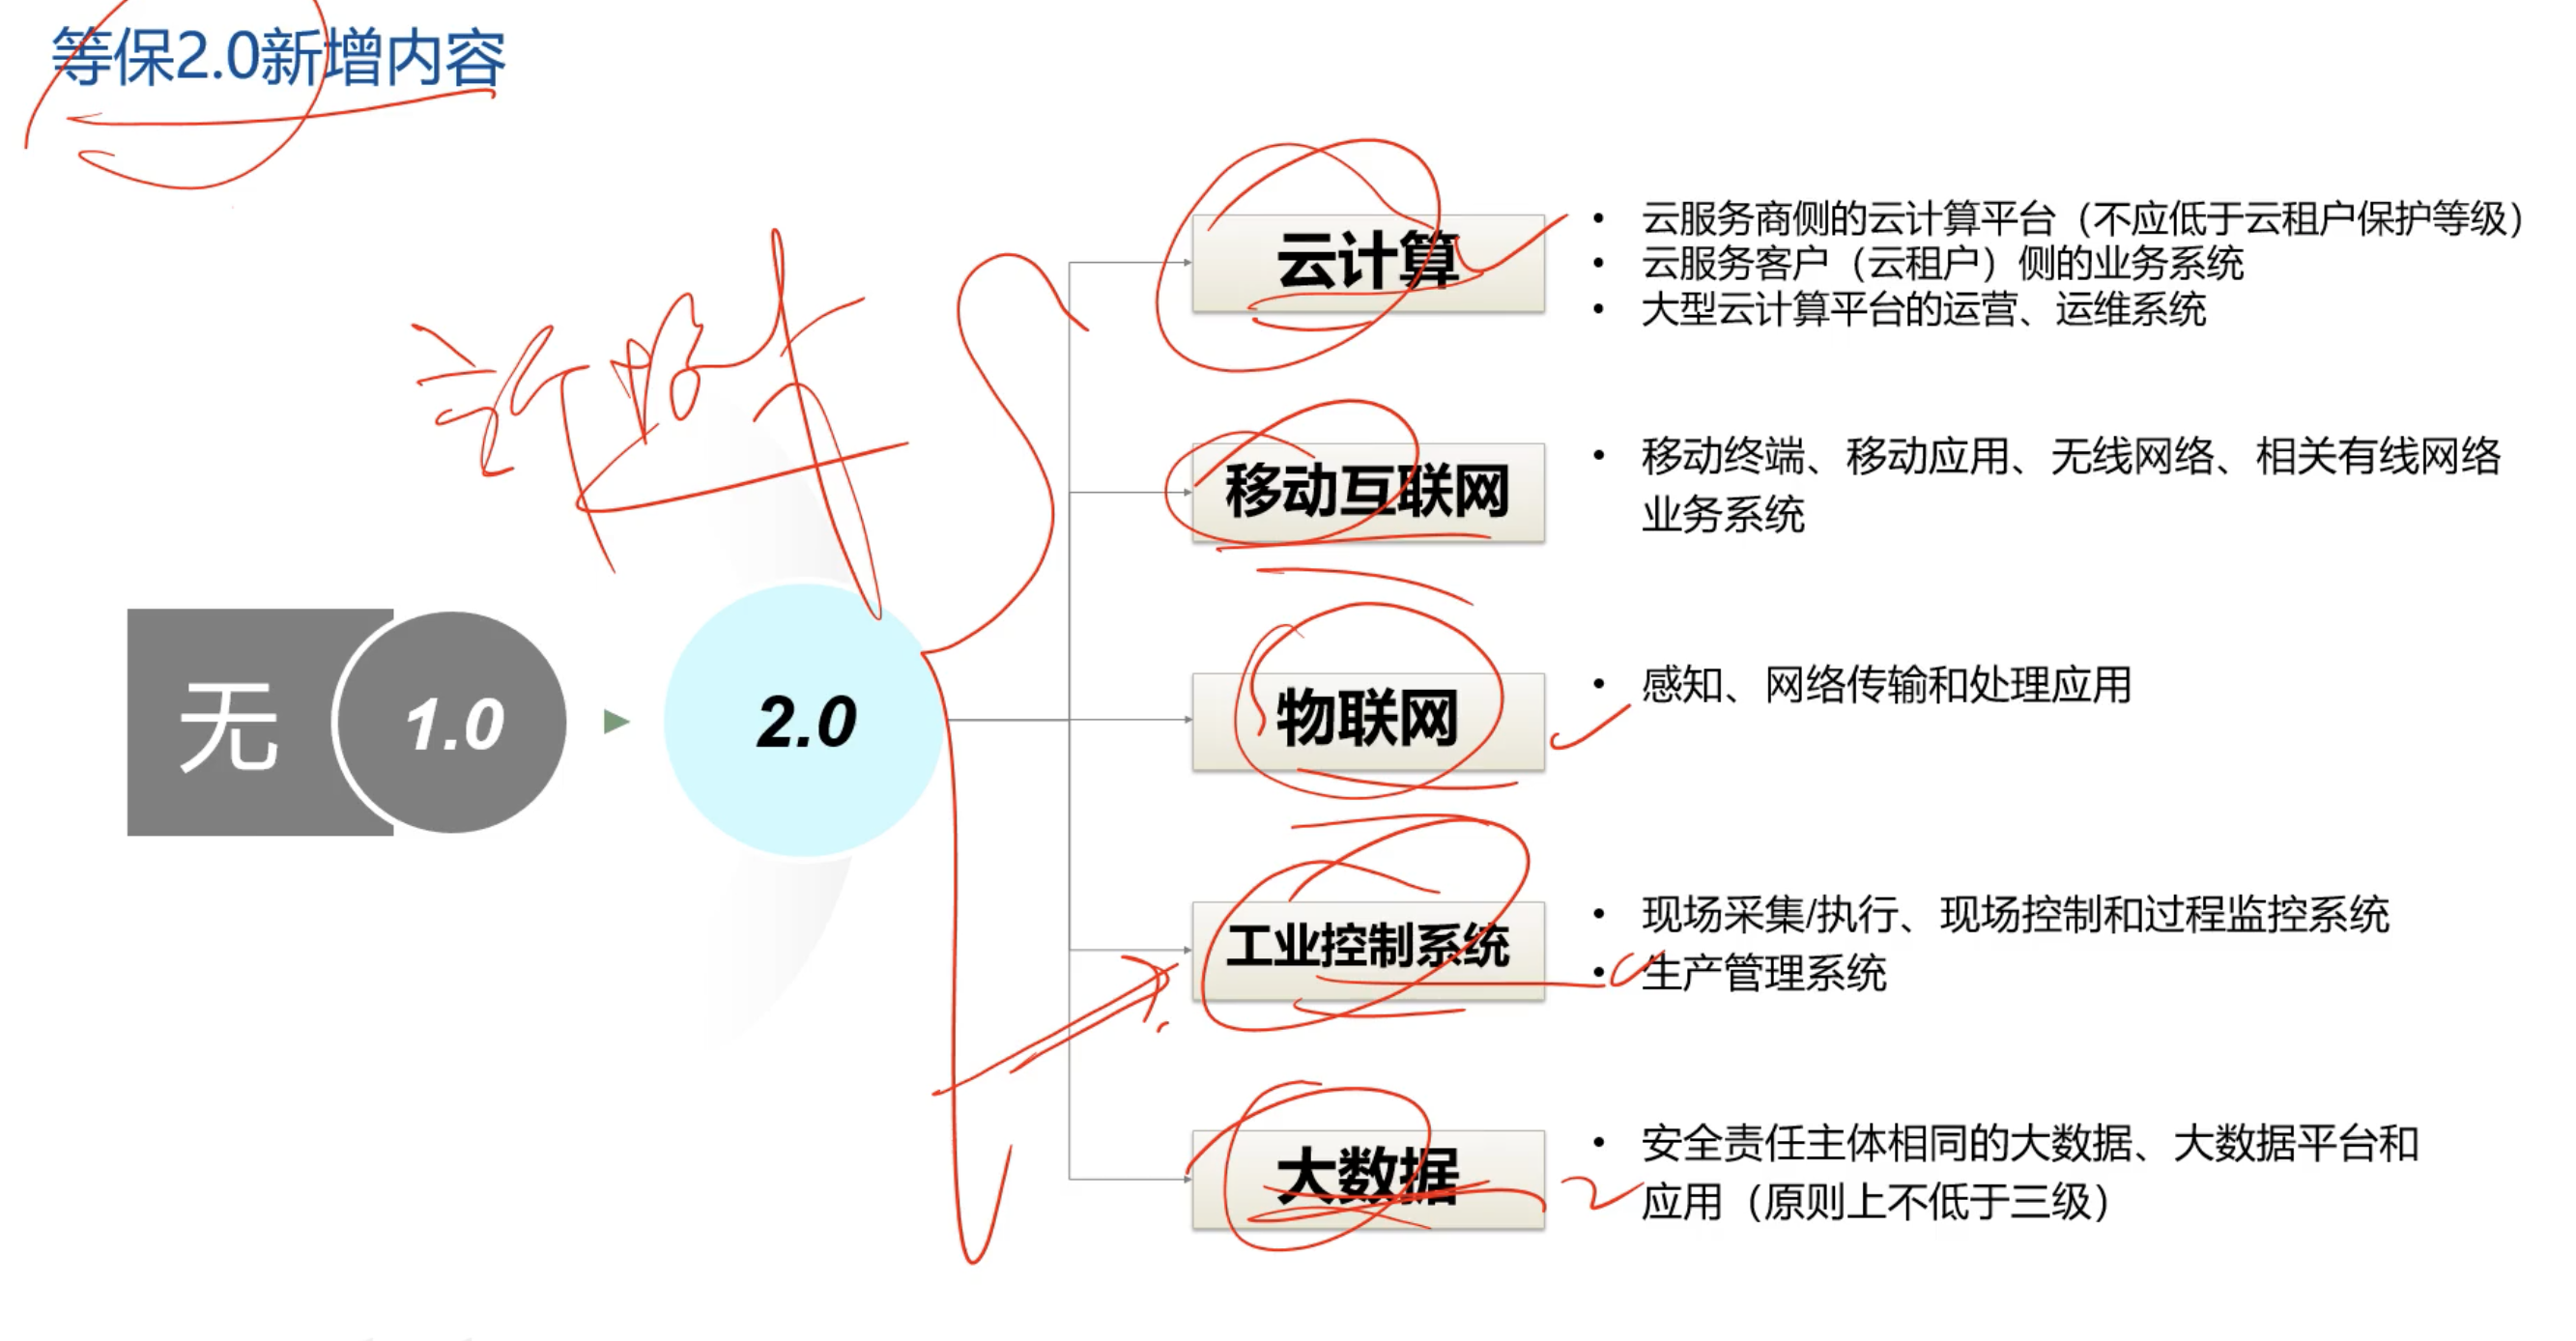 等保2.0新增内容
无
1.0
2.0
云计算
• 云服务商侧的云计算平台（不应低于云租户保护等级）
• 云服务客户（云租户）侧的业务系统
• 大型云计算平台的运营、运维系统
移动互联网
• 移动终端、移动应用、无线网络、相关有线网络
业务系统
物联网
• 感知、网络传输和处理应用
工业控制系统
• 现场采集/执行、现场控制和过程监控系统
• 生产管理系统
大数据
• 安全责任主体相同的大数据、大数据平台和
应用（原则上不低于三级）